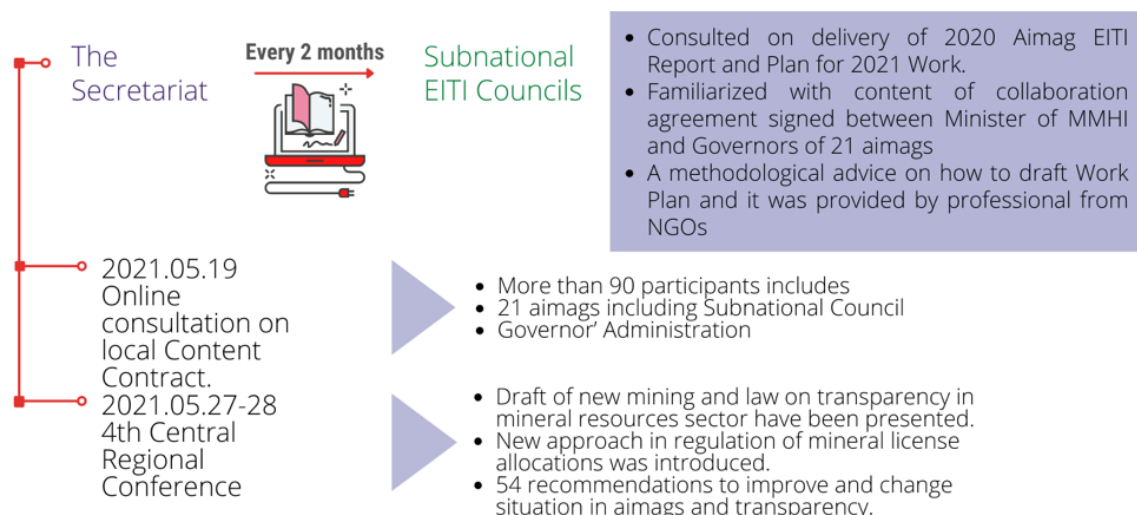 The
Secretariat
Every 2 months
Subnational
EITI Councils
• Consulted on delivery of 2020 Aimag EITI
Report and Plan for 2021 Work.
• Familiarized with content of collaboration
agreement signed between Minister of MMHI
and Governors of 21 aimags
• A methodological advice on how to draft Work
Plan and it was provided by professional from
NGOs
2021.05.19
Online
consultation on
local Content
Contract.
• More than 90 participants includes
• 21 aimags including Subnational Council
• Governor’ Administration
2021.05.27-28
4th Central
Regional
Conference
• Draft of new mining and law on transparency in
mineral resources sector have been presented.
• New approach in regulation of mineral license
allocations was introduced.
• 54 recommendations to improve and change
situation in aimags and transparency.